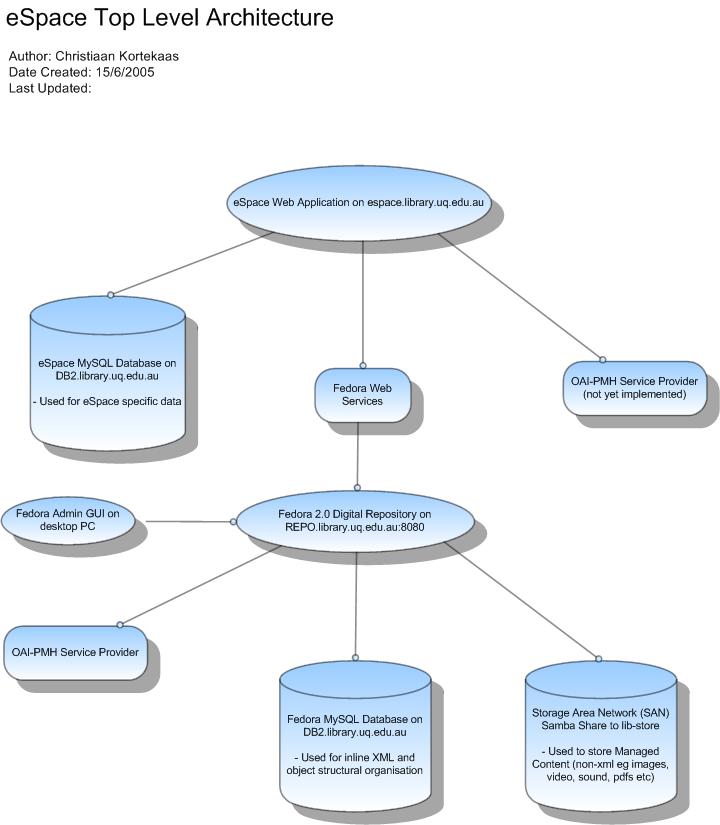 eSpace Top Level Architecture
Author: Christiaan Kortekaas
Date Created: 15/6/2005
Last Updated:
eSpace Web Application on espace.library.uq.edu.au
eSpace MySQL Database on
DB2.library.uq.edu.au
- Used for eSpace specific data
Fedora Web
Services
OAI-PMH Service Provider
(not yet implemented)
Fedora Admin GUI on
desktop PC
Fedora 2.0 Digital Repository on
REPO.library.uq.edu.au:8080
OAI-PMH Service Provider
Fedora MySQL Database on
DB2.library.uq.edu.au
- Used for inline XML and
object structural organisation
Storage Area Network (SAN)
Samba Share to lib-store
- Used to store Managed
Content (non-xml eg images,
video, sound, pdfs etc)